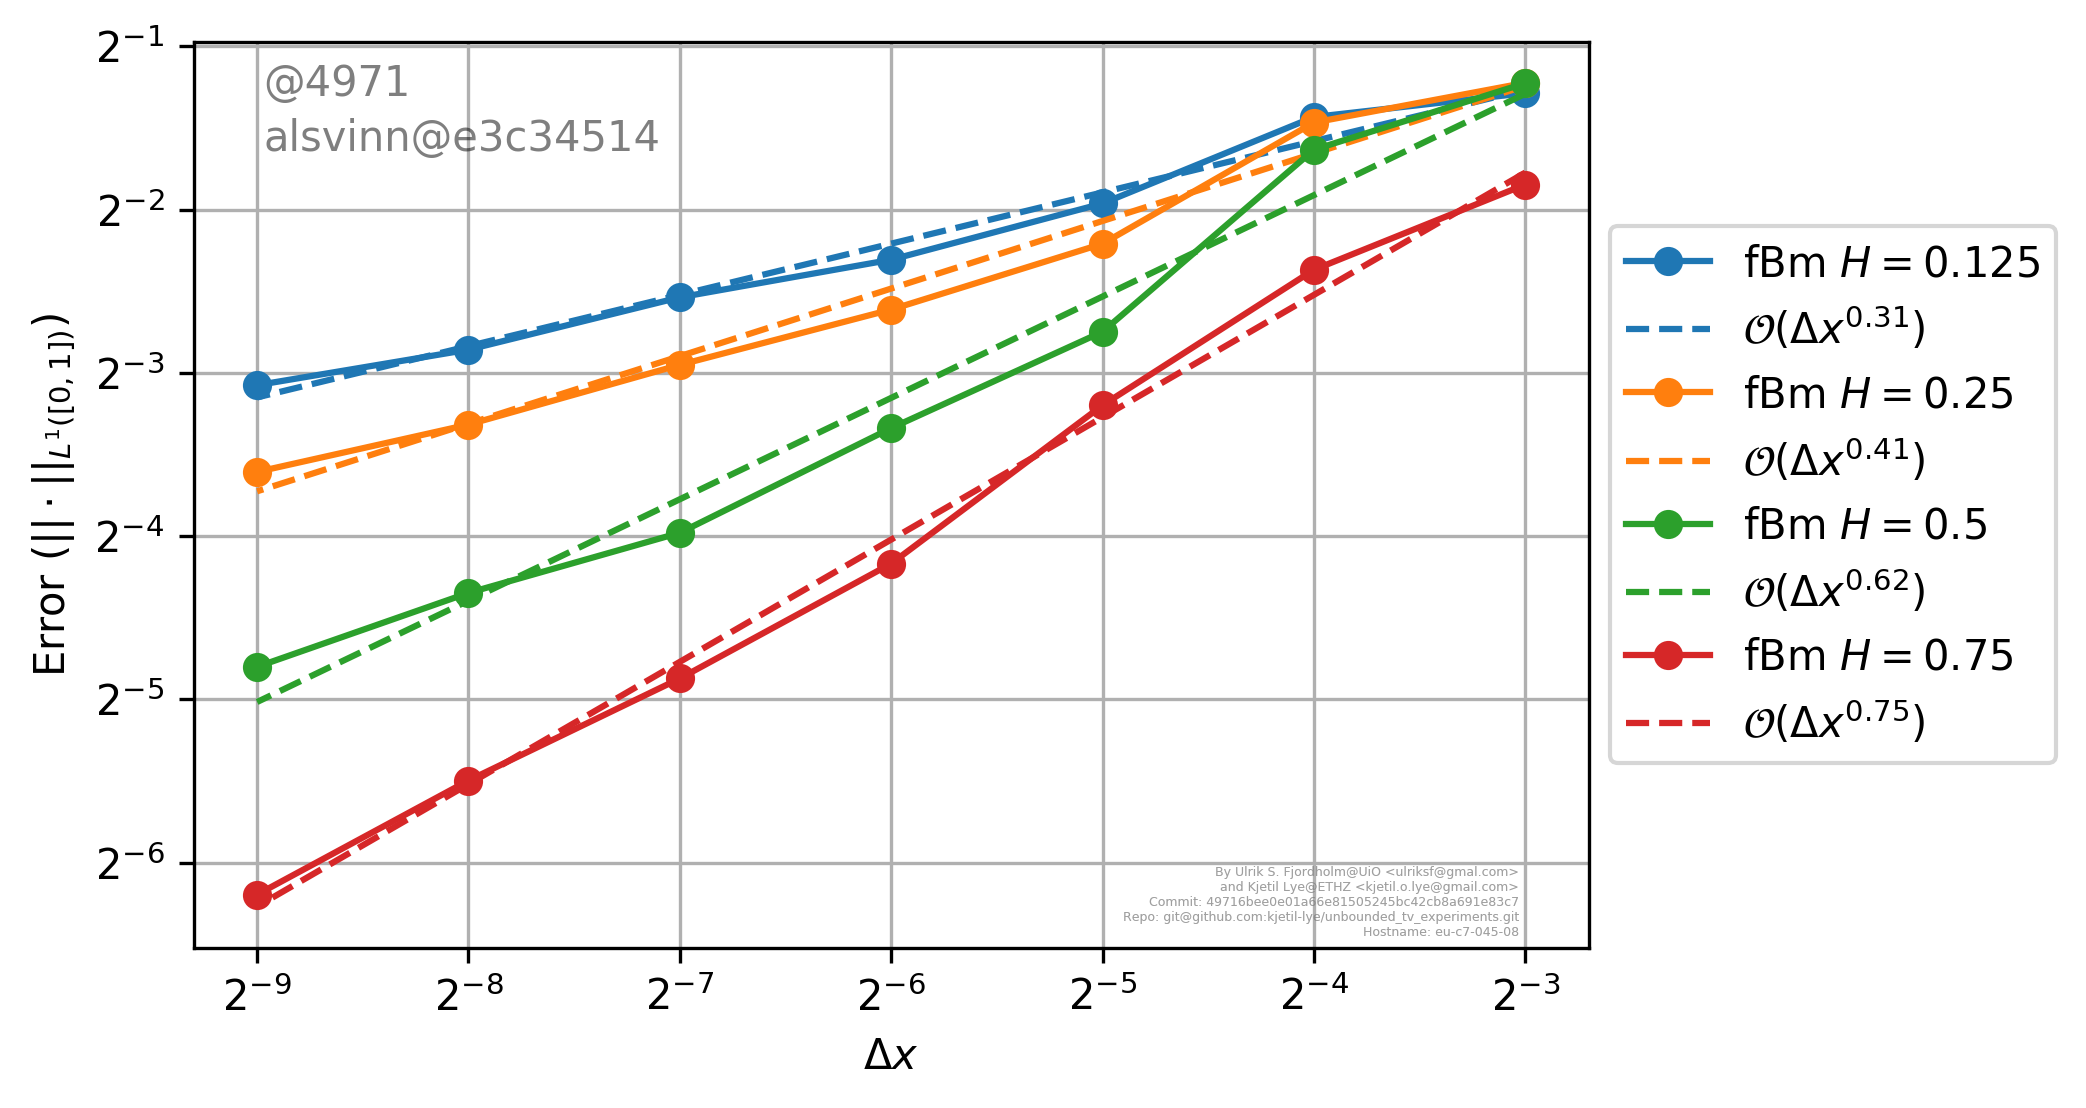 @4971
alsvinn@e3c34514
2^{-1}
2^{-2}
2^{-3}
2^{-4}
2^{-5}
2^{-6}
Error (|| · ||_{L^1([0, 1])})
2^{-9}
2^{-8}
2^{-7}
2^{-6}
2^{-5}
2^{-4}
2^{-3}
Δx
fBm H = 0.125
𝒪(Δx^{0.31})
fBm H = 0.25
𝒪(Δx^{0.41})
fBm H = 0.5
𝒪(Δx^{0.62})
fBm H = 0.75
𝒪(Δx^{0.75})
By Ulrik S. Fjordholm@UiO <ulriksf@gmal.com>
and Kjetil Lye@ETHZ <kjetil.o.lye@gmail.com>
Commit: 49716bee0e01a66e81505245bc42cb8a691e83c7
Repo: git@github.com:kjetil-lye/unbounded_tv_experiments.git
Hostname: eu-c7-045-08